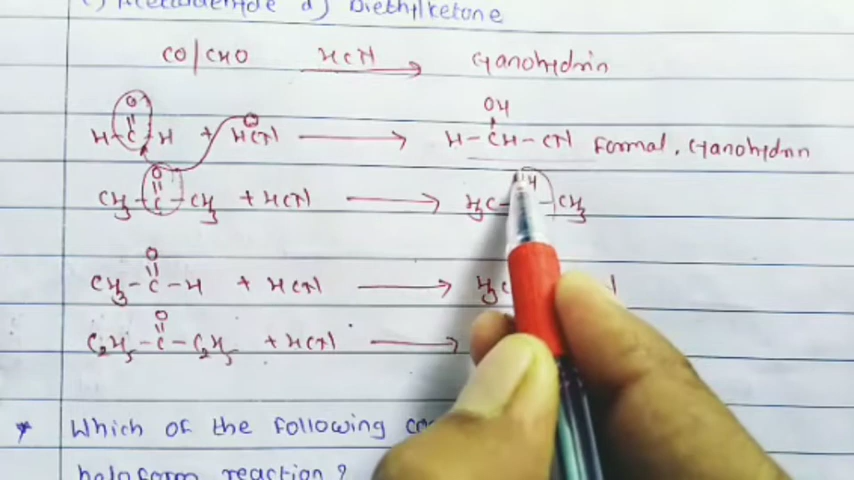 c) Acetaldehyde d) Diethylketone
CO|CHO HCN → Cyanohydrin
O
OH
H-C-H + HCN → H-CH-CN Formal. Cyanohydrin
O
CH3-C-CH3 + HCN → H3C- CH3
O
CH3-C-H + HCN → H3C
O
C2H5-C-C2H5 + HCN →
* Which of the following
haloform reaction?